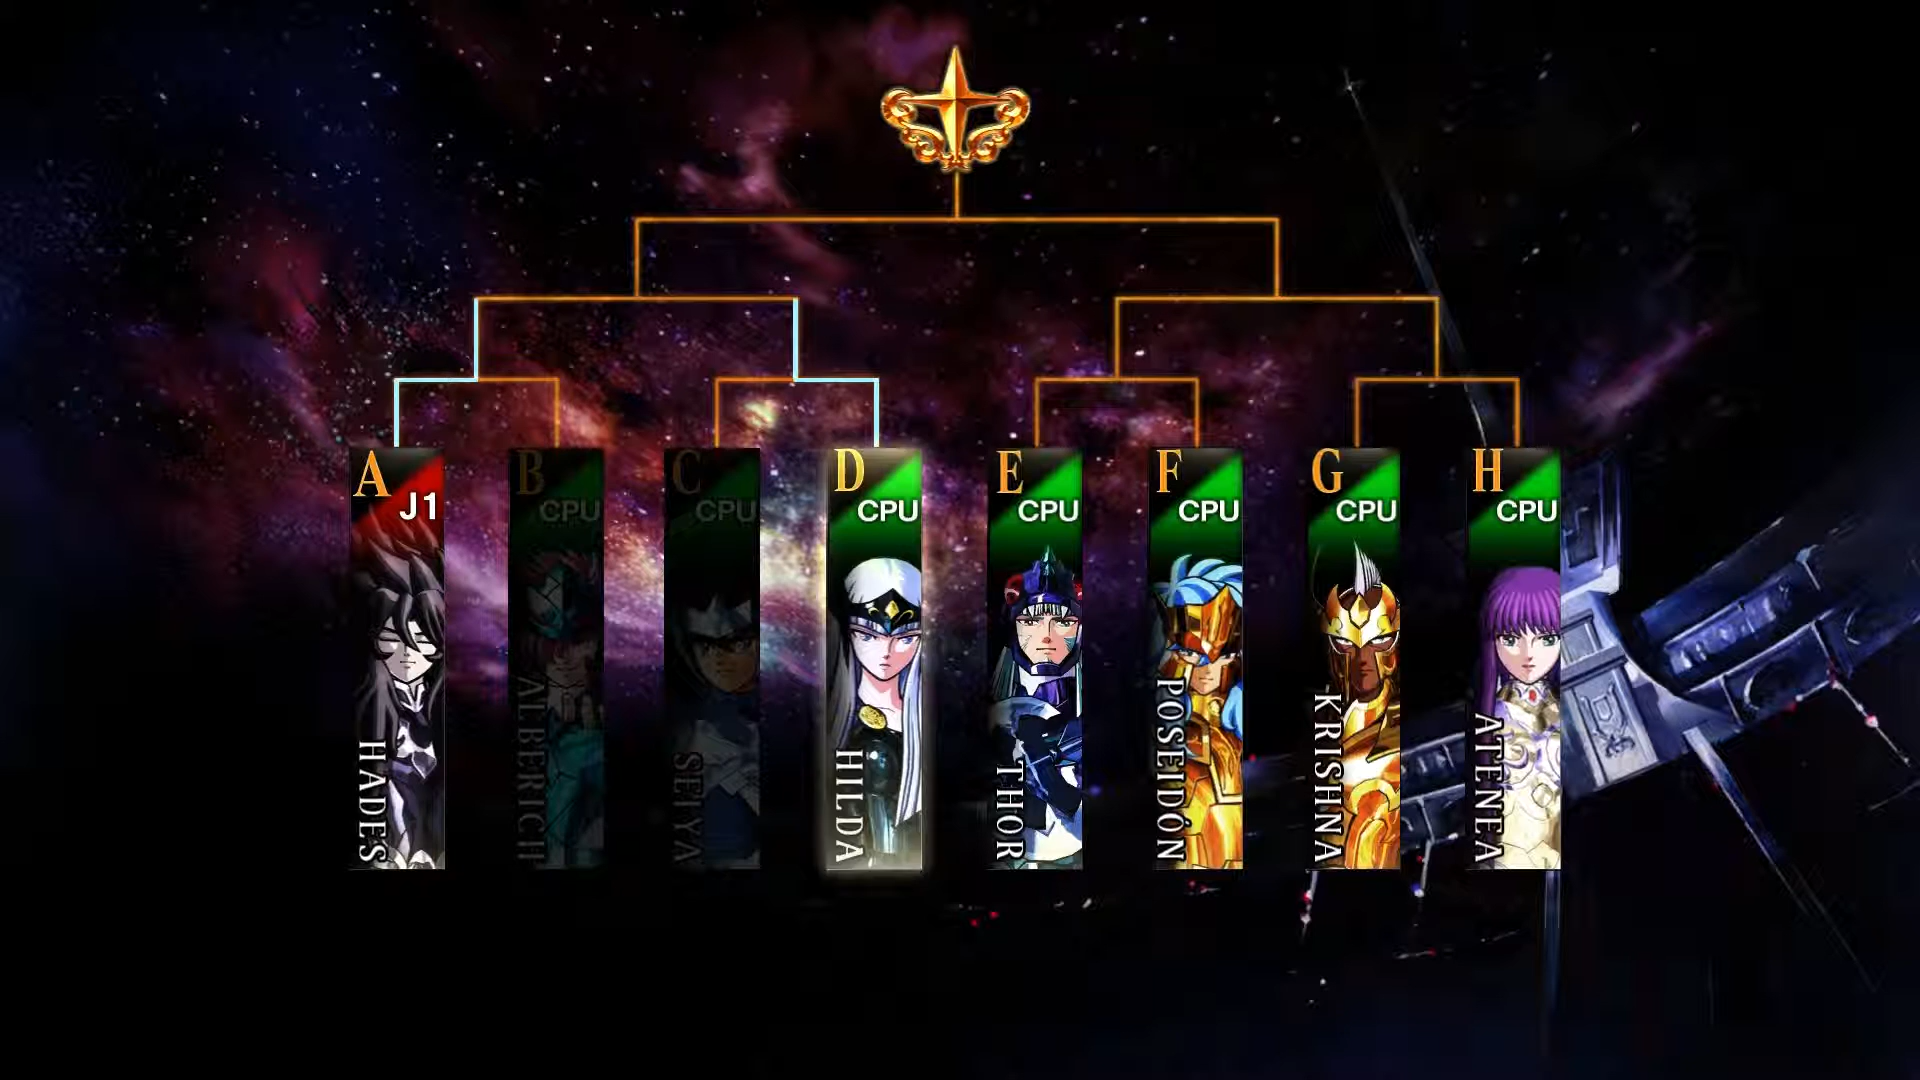 A
J1
HADES
B
CPU
ALBERICH
C
CPU
SEIYA
D
CPU
HILDA
E
CPU
THOR
F
CPU
POSEIDÓN
G
CPU
KRISHNA
H
CPU
ATENEA